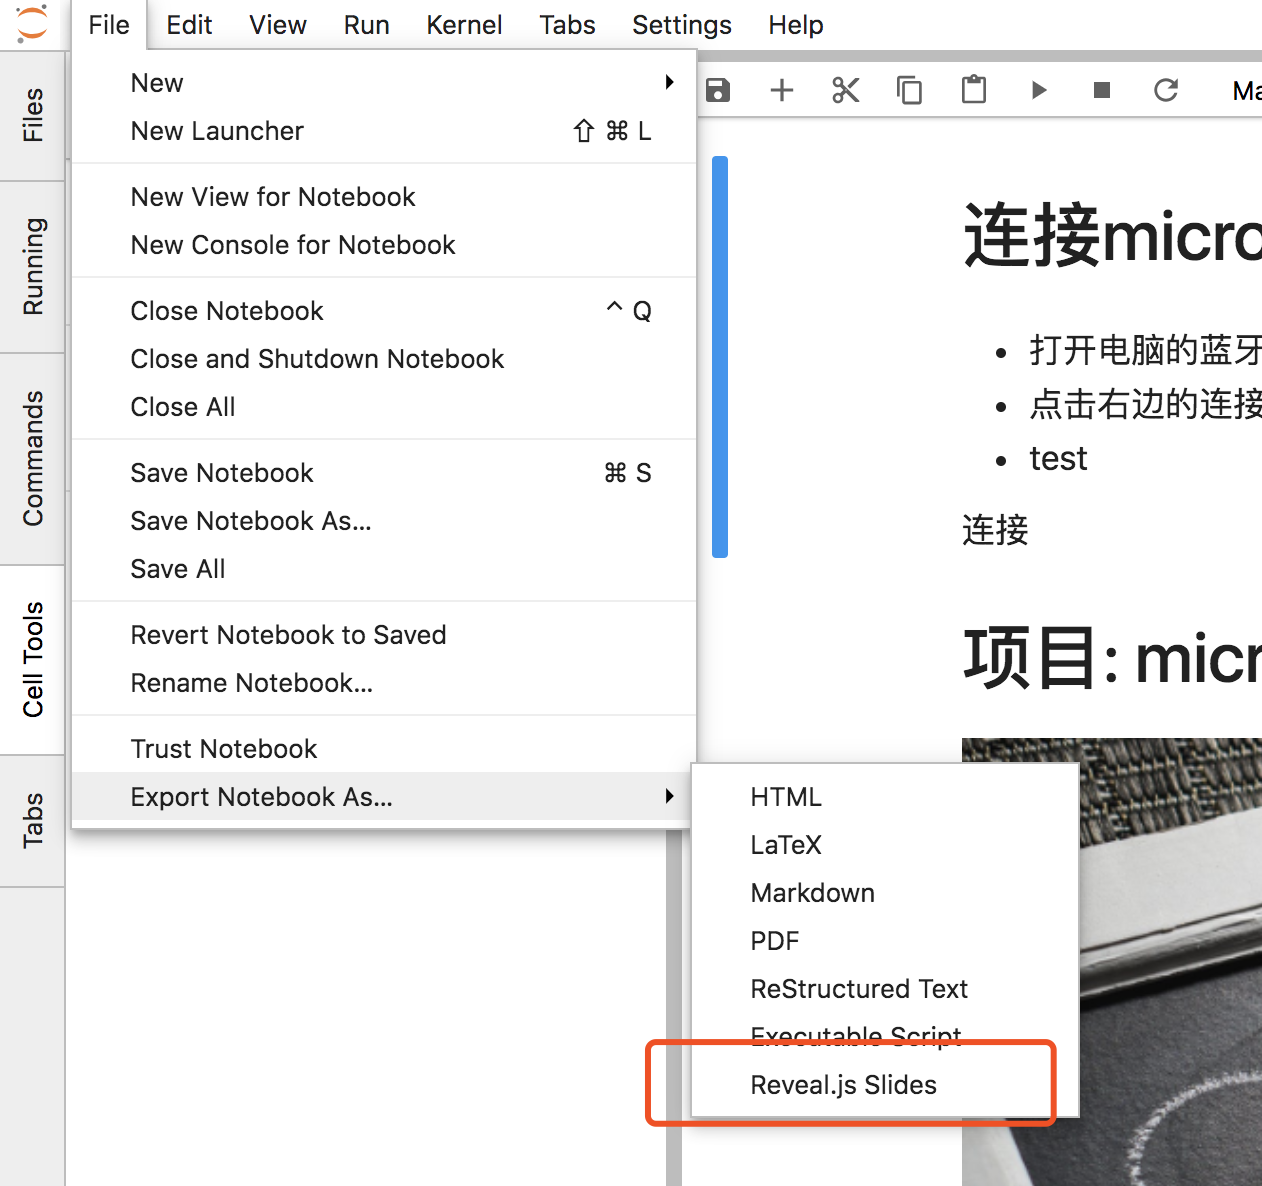 File Edit View Run Kernel Tabs Settings Help
Files
Running
Commands
Cell Tools
Tabs
New
New Launcher ⇧ ⌘ L
New View for Notebook
New Console for Notebook
Close Notebook ^ Q
Close and Shutdown Notebook
Close All
Save Notebook ⌘ S
Save Notebook As...
Save All
Revert Notebook to Saved
Rename Notebook...
Trust Notebook
Export Notebook As...
HTML
LaTeX
Markdown
PDF
ReStructured Text
Executable Script
Reveal.js Slides
Ma
连接micro
打开电脑的蓝牙
点击右边的连接
test
连接
项目: micr